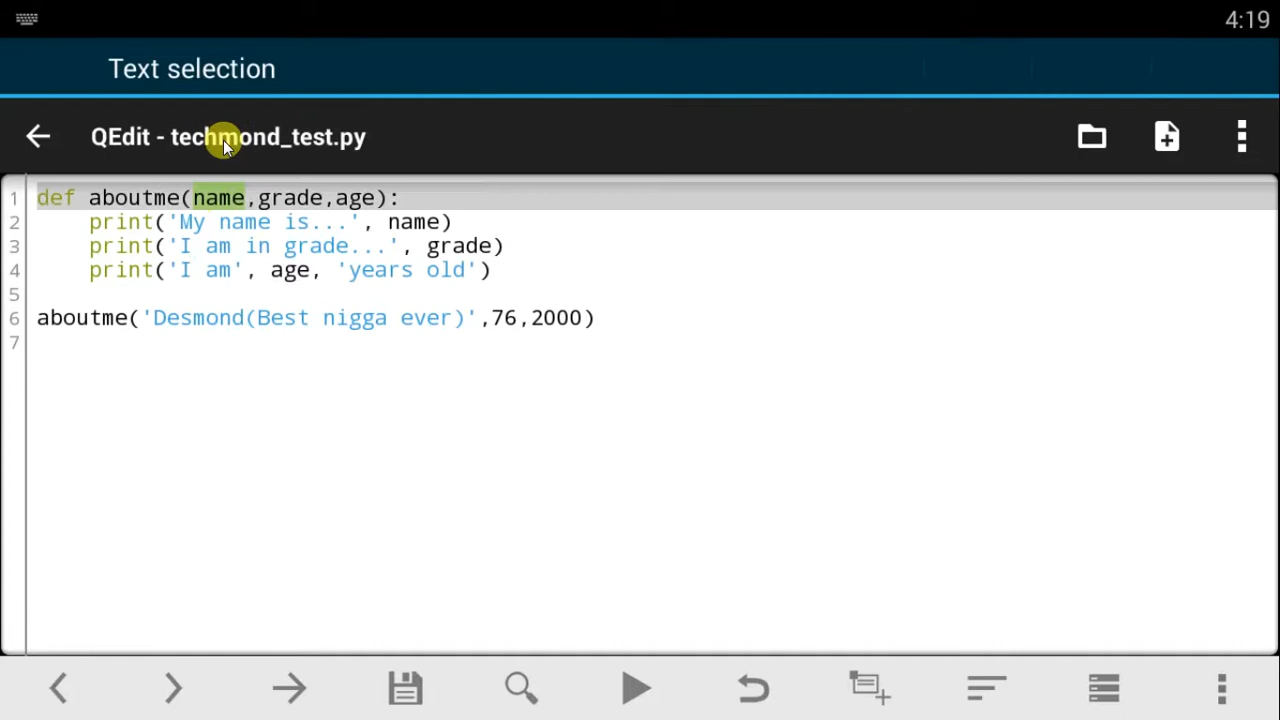 4:19
Text selection
QEdit - techmond_test.py
1 def aboutme(name,grade,age):
2     print('My name is...', name)
3     print('I am in grade...', grade)
4     print('I am', age, 'years old')
5
6 aboutme('Desmond(Best nigga ever)',76,2000)
7